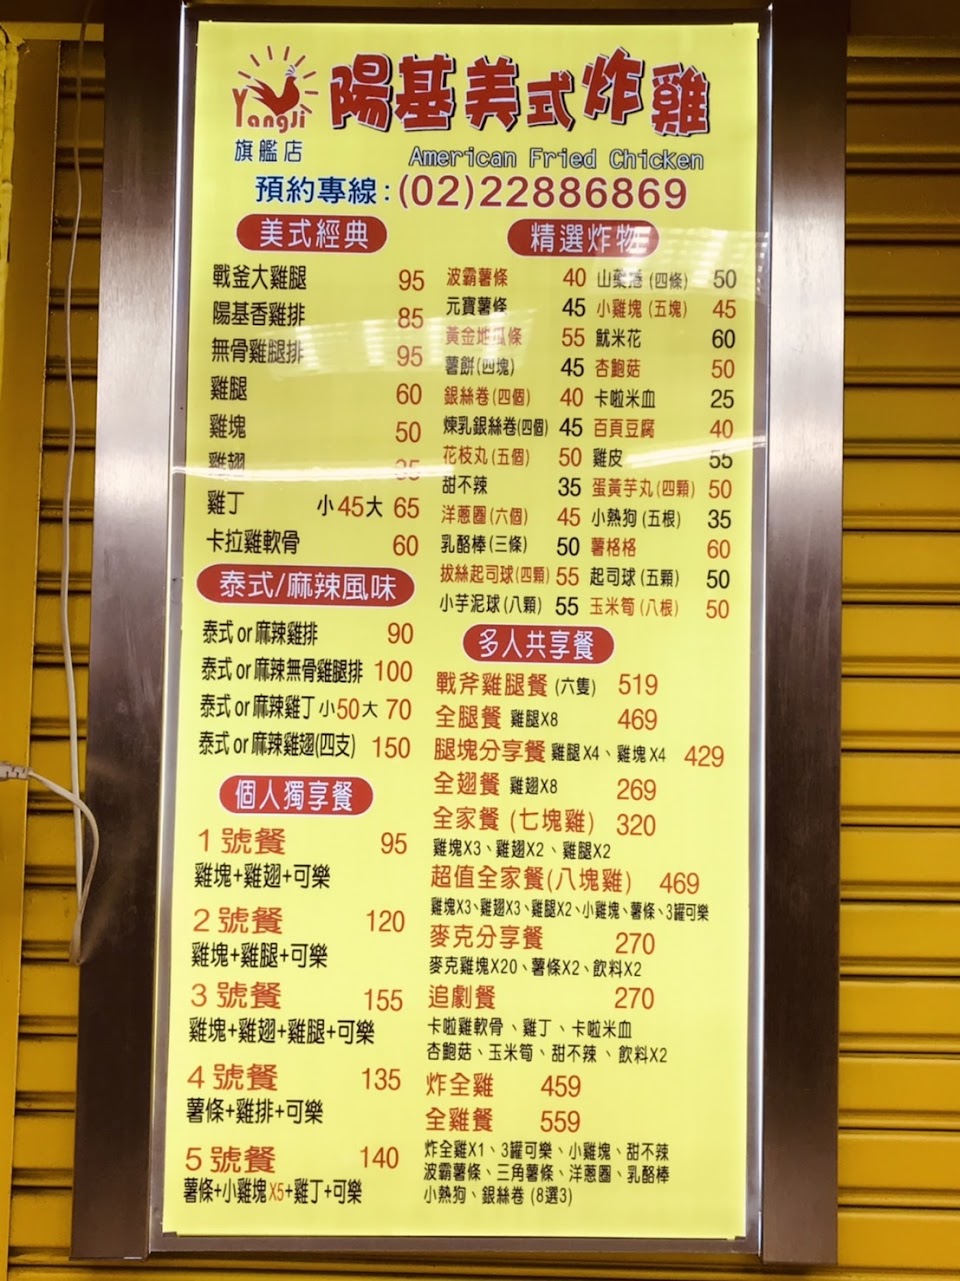 YangJi
陽基美式炸雞
旗艦店
American Fried Chicken
預約專線:(02)22886869
美式經典
戰釜大雞腿 95
陽基香雞排 85
無骨雞腿排 95
雞腿 60
雞塊 50
雞翅 35
雞丁 小45大 65
卡拉雞軟骨 60
泰式/麻辣風味
泰式or麻辣雞排 90
泰式or麻辣無骨雞腿排 100
泰式or麻辣雞丁 小50大 70
泰式or麻辣雞翅(四支) 150
個人獨享餐
1號餐 95
雞塊+雞翅+可樂
2號餐 120
雞塊+雞腿+可樂
3號餐 155
雞塊+雞翅+雞腿+可樂
4號餐 135
薯條+雞排+可樂
5號餐 140
薯條+小雞塊X5+雞丁+可樂
精選炸物
波霸薯條 40 山藥捲(四條) 50
元寶薯條 45 小雞塊(五塊) 45
黃金地瓜條 55 魷米花 60
薯餅(四塊) 45 杏鮑菇 50
銀絲卷(四個) 40 卡啦米血 25
煉乳銀絲卷(四個) 45 百頁豆腐 40
花枝丸(五個) 50 雞皮 55
甜不辣 35 蛋黃芋丸(四顆) 50
洋蔥圈(六個) 45 小熱狗(五根) 35
乳酪棒(三條) 50 薯格格 60
拔絲起司球(四顆) 55 起司球(五顆) 50
小芋泥球(八顆) 55 玉米筍(八根) 50
多人共享餐
戰斧雞腿餐(六隻) 519
全腿餐 雞腿X8 469
腿塊分享餐 雞腿X4、雞塊X4 429
全翅餐 雞翅X8 269
全家餐(七塊雞) 320
雞塊X3、雞翅X2、雞腿X2
超值全家餐(八塊雞) 469
雞塊X3、雞翅X3、雞腿X2、小雞塊、薯條、3罐可樂
麥克分享餐 270
麥克雞塊X20、薯條X2、飲料X2
追劇餐 270
卡啦雞軟骨、雞丁、卡啦米血
杏鮑菇、玉米筍、甜不辣、飲料X2
炸全雞 459
全雞餐 559
炸全雞X1、3罐可樂、小雞塊、甜不辣
波霸薯條、三角薯條、洋蔥圈、乳酪棒
小熱狗、銀絲卷(8選3)